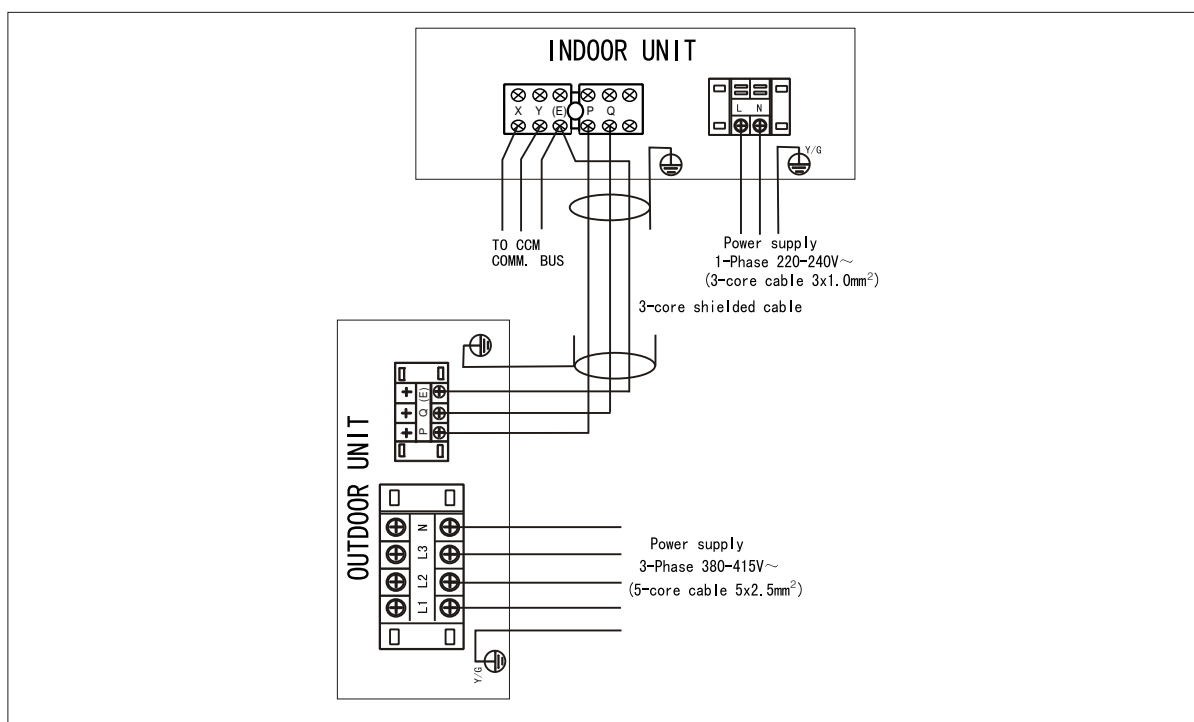 INDOOR UNIT
X Y (E) P Q
L N
Y/G
TO CCM
COMM. BUS
Power supply
1-Phase 220-240V～
(3-core cable 3x1.0mm²)
3-core shielded cable
OUTDOOR UNIT
P Q (E)
L1 L2 L3 N
Power supply
3-Phase 380-415V～
(5-core cable 5x2.5mm²)
Y/G